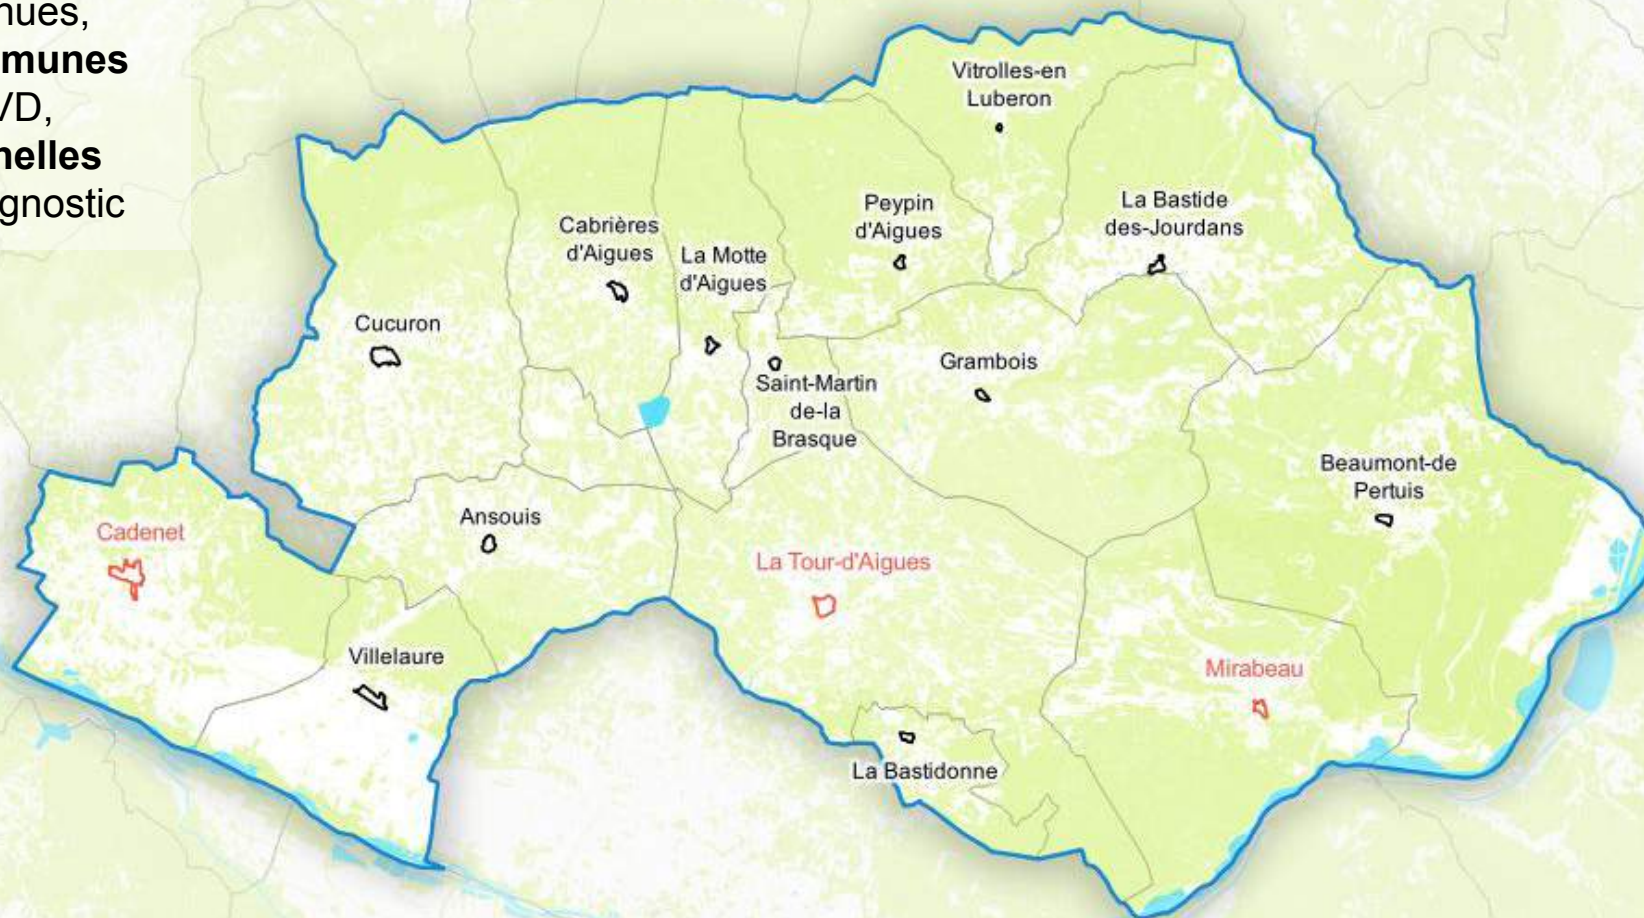 nues,
munes
VD,
nelles
gnostic
Vitrolles-en
Luberon
Peypin
d'Aigues
La Bastide
des-Jourdans
Cabrières
d'Aigues
La Motte
d'Aigues
Cucuron
Saint-Martin
de-la
Brasque
Grambois
Beaumont-de
Pertuis
Cadenet
Ansouis
La Tour-d'Aigues
Villelaure
Mirabeau
La Bastidonne